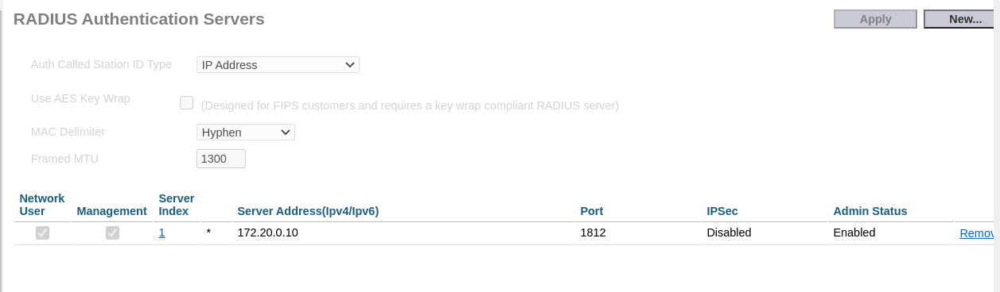 RADIUS Authentication Servers
Apply
New...
Auth Called Station ID Type
IP Address
Use AES Key Wrap
(Designed for FIPS customers and requires a key wrap compliant RADIUS server)
MAC Delimiter
Hyphen
Framed MTU
1300
Network User Management Server Index Server Address(Ipv4/Ipv6) Port IPSec Admin Status
1 * 172.20.0.10 1812 Disabled Enabled Remov